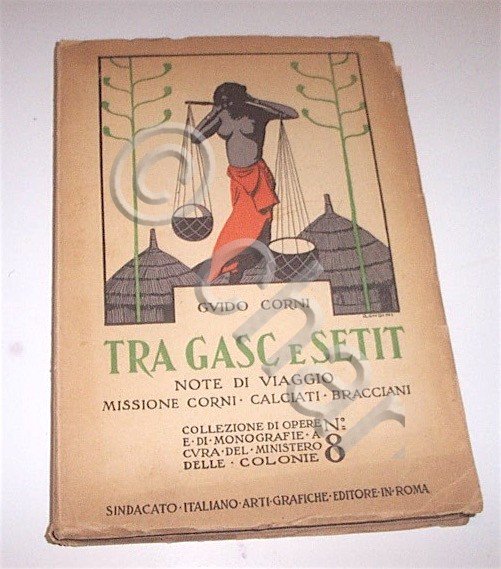 GVIDO CORNI
TRA GASC E SETIT
NOTE DI VIAGGIO
MISSIONE CORNI · CALCIATI · BRACCIANI
COLLEZIONE DI OPERE
E · DI · MONOGRAFIE · A
CVRA · DEL · MINISTERO
DELLE · COLONIE
Nº
8
SINDACATO · ITALIANO · ARTI · GRAFICHE · EDITORE · IN · ROMA
©